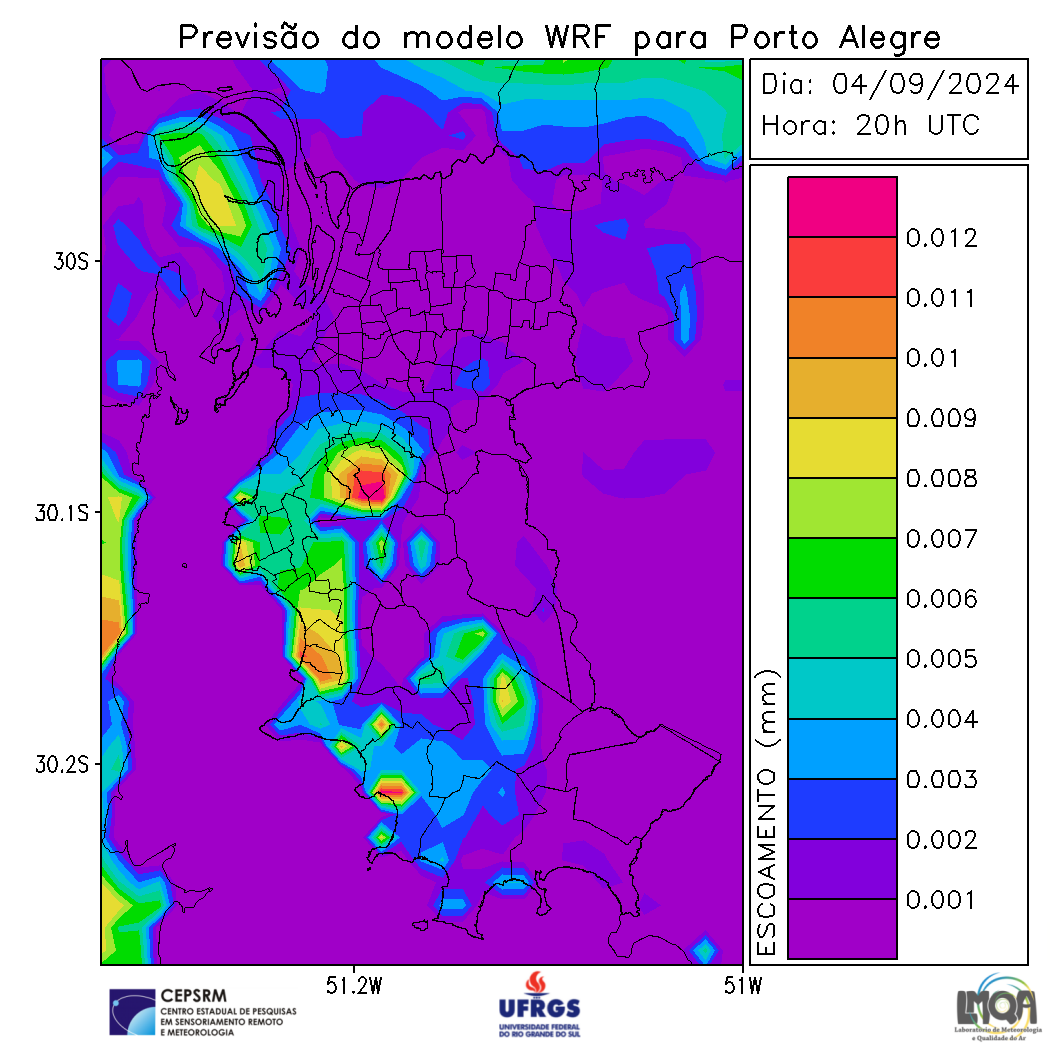 Previsão do modelo WRF para Porto Alegre
Dia: 04/09/2024
Hora: 20h UTC
30S
30.1S
30.2S
51.2W
51W
ESCOAMENTO (mm)
0.012
0.011
0.01
0.009
0.008
0.007
0.006
0.005
0.004
0.003
0.002
0.001
CEPSRM
CENTRO ESTADUAL DE PESQUISAS
EM SENSORIAMENTO REMOTO
E METEOROLOGIA
UFRGS
UNIVERSIDADE FEDERAL
DO RIO GRANDE DO SUL
LMQA
Laboratório de Meteorologia
e Qualidade do Ar